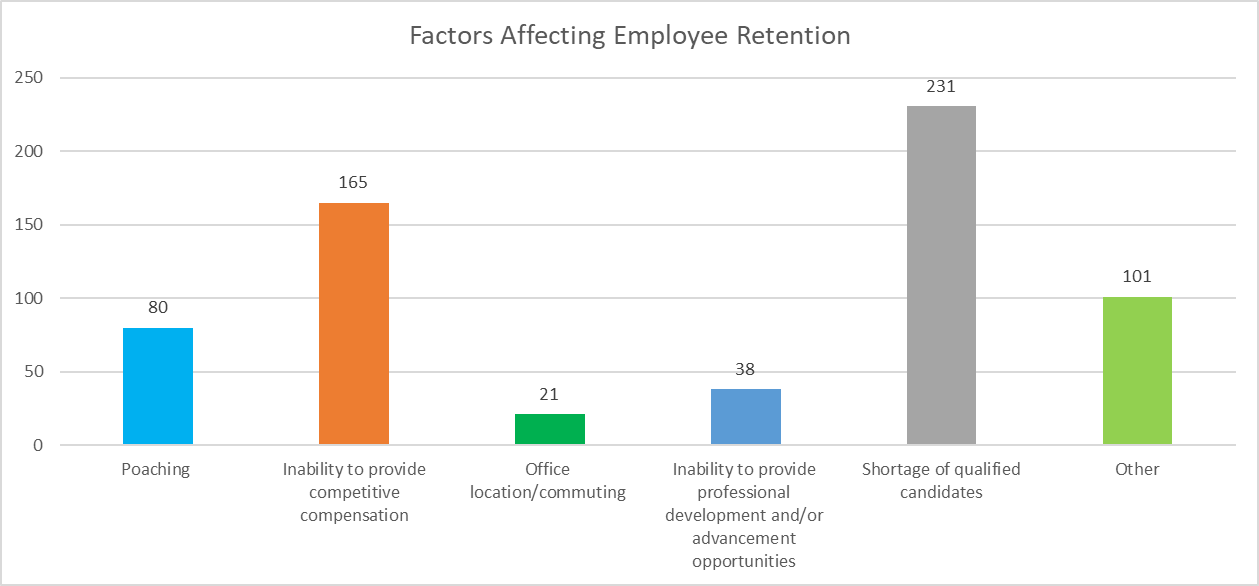 Factors Affecting Employee Retention
250
200
150
100
50
0
80
165
21
38
231
101
Poaching
Inability to provide
competitive
compensation
Office
location/commuting
Inability to provide
professional
development and/or
advancement
opportunities
Shortage of qualified
candidates
Other